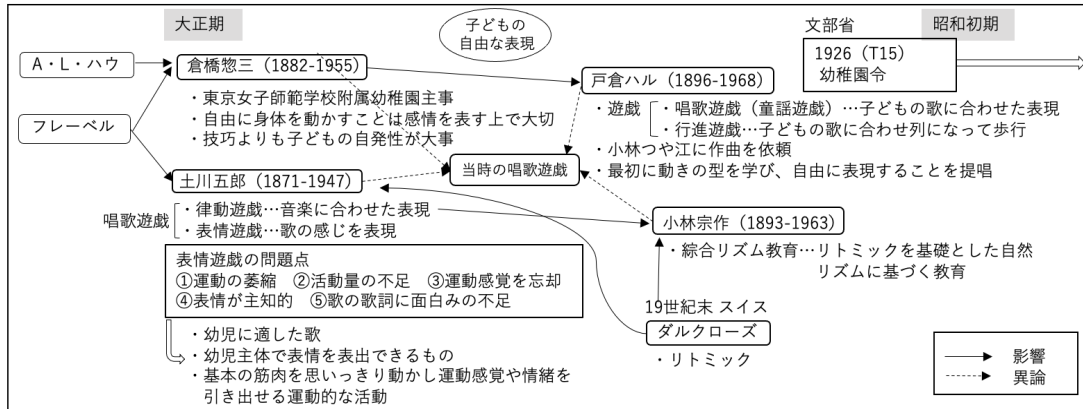 大正期
子どもの
自由な表現
文部省
昭和初期
1926（T15）
幼稚園令
A・L・ハウ
倉橋惣三（1882-1955）
・東京女子師範学校附属幼稚園主事
・自由に身体を動かすことは感情を表す上で大切
・技巧よりも子どもの自発性が大事
フレーベル
戸倉ハル（1896-1968）
・遊戯
・唱歌遊戯（童謡遊戯）…子どもの歌に合わせた表現
・行進遊戯…子どもの歌に合わせ列になって歩行
・小林つや江に作曲を依頼
・最初に動きの型を学び、自由に表現することを提唱
当時の唱歌遊戯
土川五郎（1871-1947）
唱歌遊戯
・律動遊戯…音楽に合わせた表現
・表情遊戯…歌の感じを表現
小林宗作（1893-1963）
・綜合リズム教育…リトミックを基礎とした自然
リズムに基づく教育
表情遊戯の問題点
①運動の萎縮　②活動量の不足　③運動感覚を忘却
④表情が主知的　⑤歌の歌詞に面白みの不足
・幼児に適した歌
・幼児主体で表情を表出できるもの
・基本の筋肉を思いっきり動かし運動感覚や情緒を
引き出せる運動的な活動
19世紀末 スイス
ダルクローズ
・リトミック
影響
異論